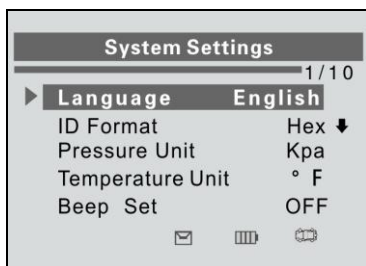 System Settings
1/10
Language English
ID Format Hex
Pressure Unit Kpa
Temperature Unit ° F
Beep Set OFF